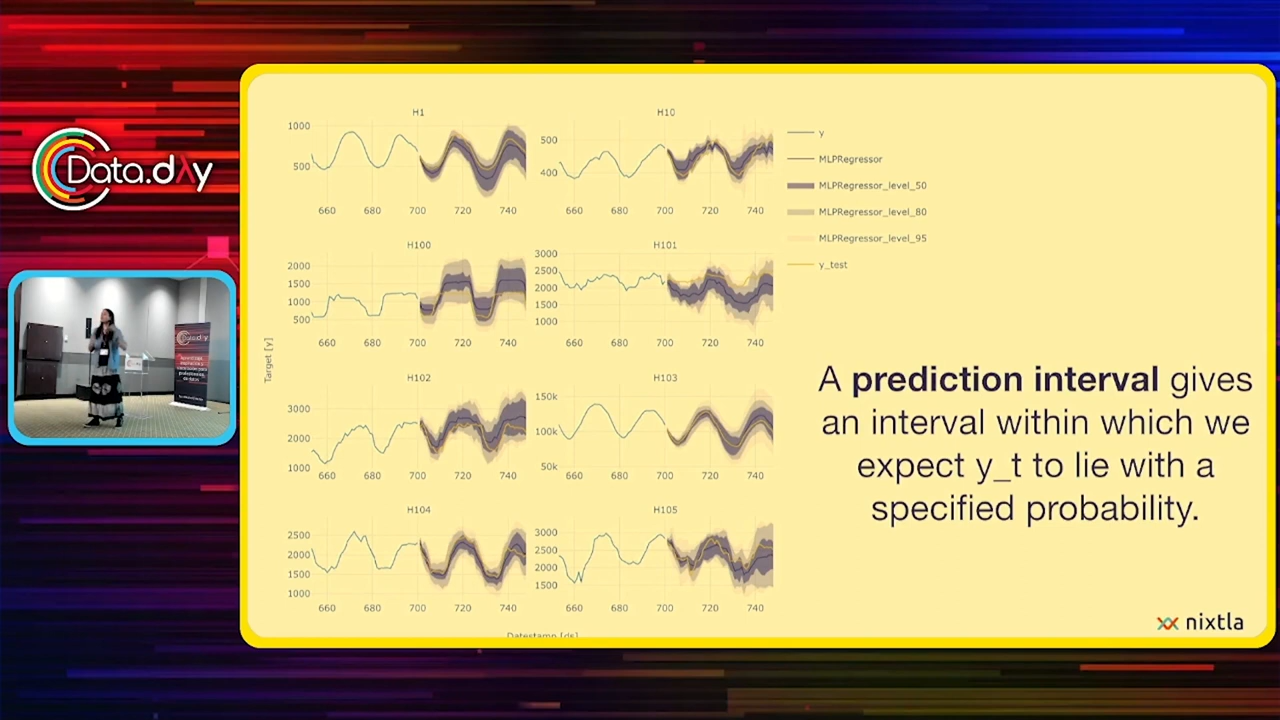 Data.dAy
H1
1000
500
660 680 700 720 740
H10
500
400
660 680 700 720 740
y
MLPRegressor
MLPRegressor_level_50
MLPRegressor_level_80
MLPRegressor_level_95
y_test
H100
2000
1500
1000
500
660 680 700 720 740
H101
3000
2500
2000
1500
1000
660 680 700 720 740
Target [y]
H102
3000
2000
1000
660 680 700 720 740
H103
150k
100k
50k
660 680 700 720 740
H104
2500
2000
1500
1000
660 680 700 720 740
H105
3000
2500
2000
1500
660 680 700 720 740
Datestamp [ds]
A prediction interval gives
an interval within which we
expect y_t to lie with a
specified probability.
nixtla
Data.dAy